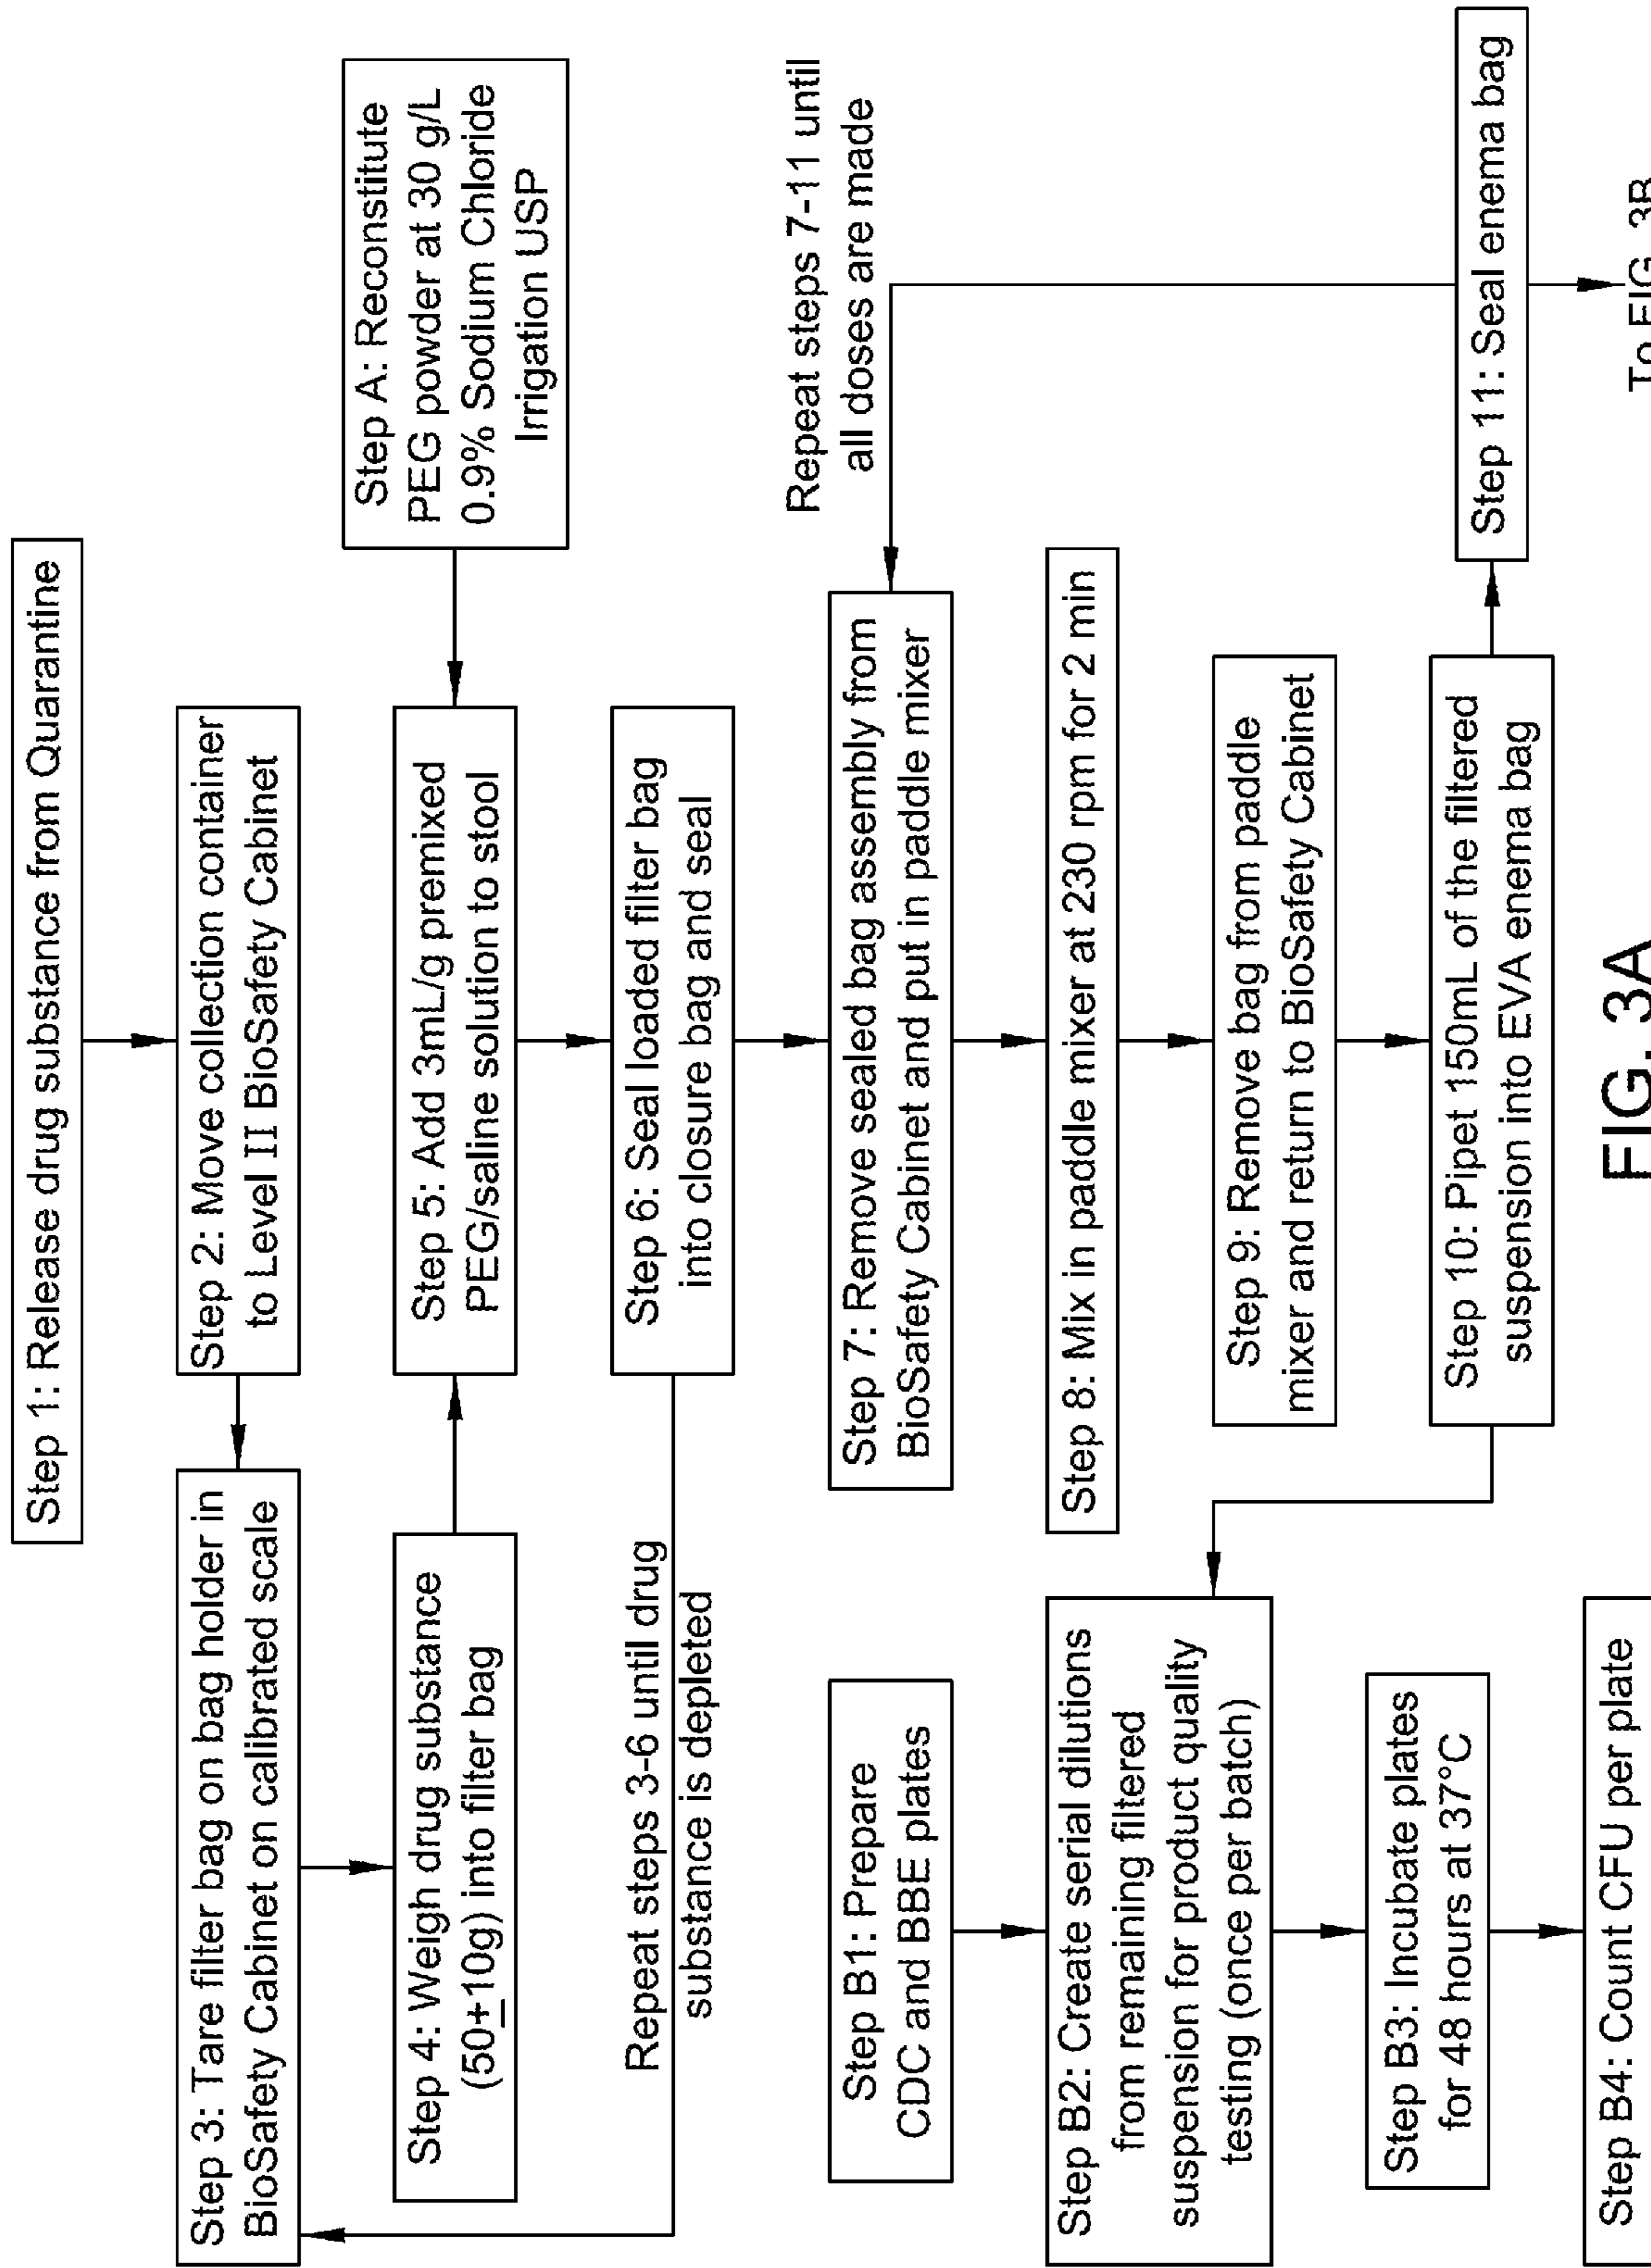 Step 1: Release drug substance from Quarantine
Step 2: Move collection container
to Level III BioSafety Cabinet
Step 3: Tare filter bag on bag holder in
BioSafety Cabinet on calibrated scale
Step 4: Weigh drug substance
(50±10g) into filter bag
Step 5: Add 3mL/g premixed
PEG/saline solution to stool
Step A: Reconstitute
PEG powder at 30 g/L
0.9% Sodium Chloride
Irrigation USP
Step 6: Seal loaded filter bag
into closure bag and seal
Repeat steps 3-6 until drug
substance is depleted
Step 7: Remove sealed bag assembly from
BioSafety Cabinet and put in paddle mixer
Repeat steps 7-11 until
all doses are made
Step 8: Mix in paddle mixer at 230 rpm for 2 min
Step 9: Remove bag from paddle
mixer and return to BioSafety Cabinet
Step 10: Pipet 150mL of the filtered
suspension into EVA enema bag
Step 11: Seal enema bag
To FIG. 3B
Step B1: Prepare
CDC and BBE plates
Step B2: Create serial dilutions
from remaining filtered
suspension for product quality
testing (once per batch)
Step B3: Incubate plates
for 48 hours at 37°C
Step B4: Count CFU per plate
FIG. 3A